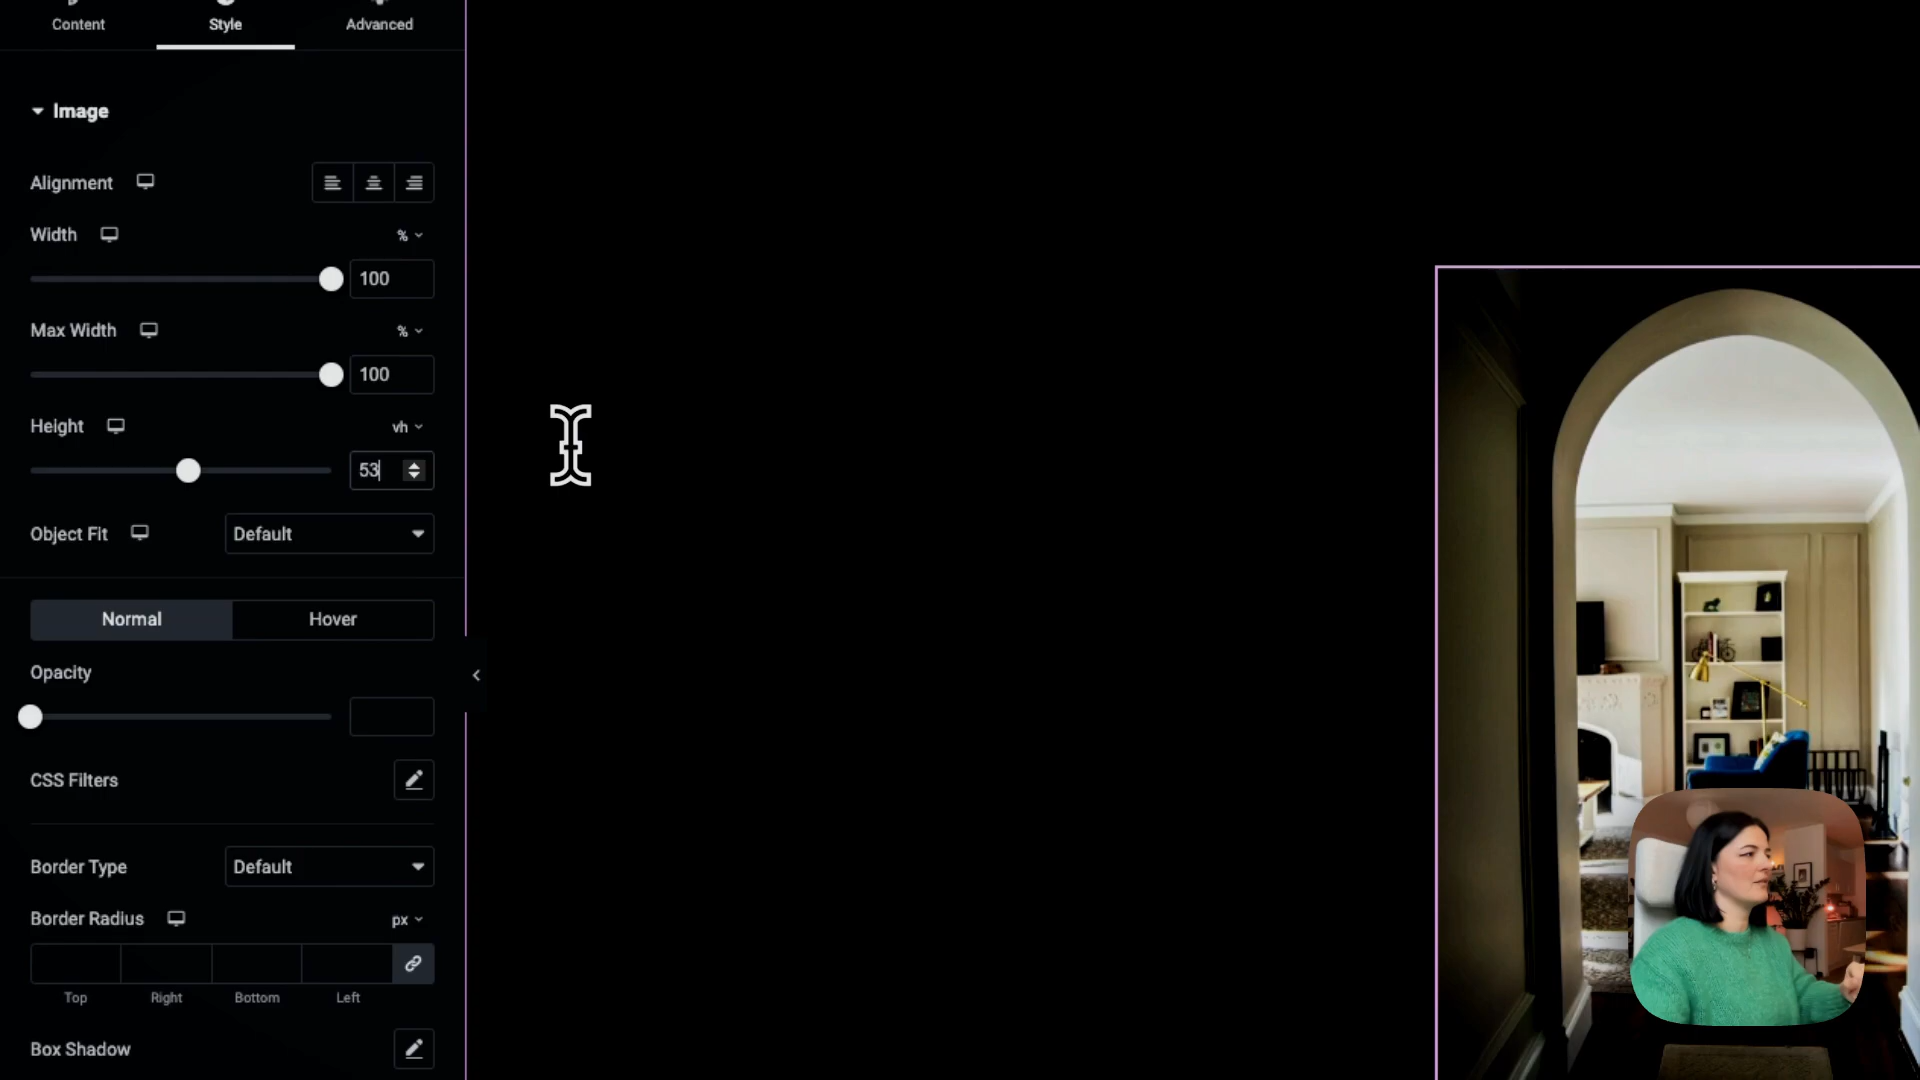 Content
Style
Advanced
Image
Alignment
Width
%
100
Max Width
%
100
Height
vh
53
Object Fit
Default
Normal
Hover
Opacity
CSS Filters
Border Type
Default
Border Radius
px
Top
Right
Bottom
Left
Box Shadow